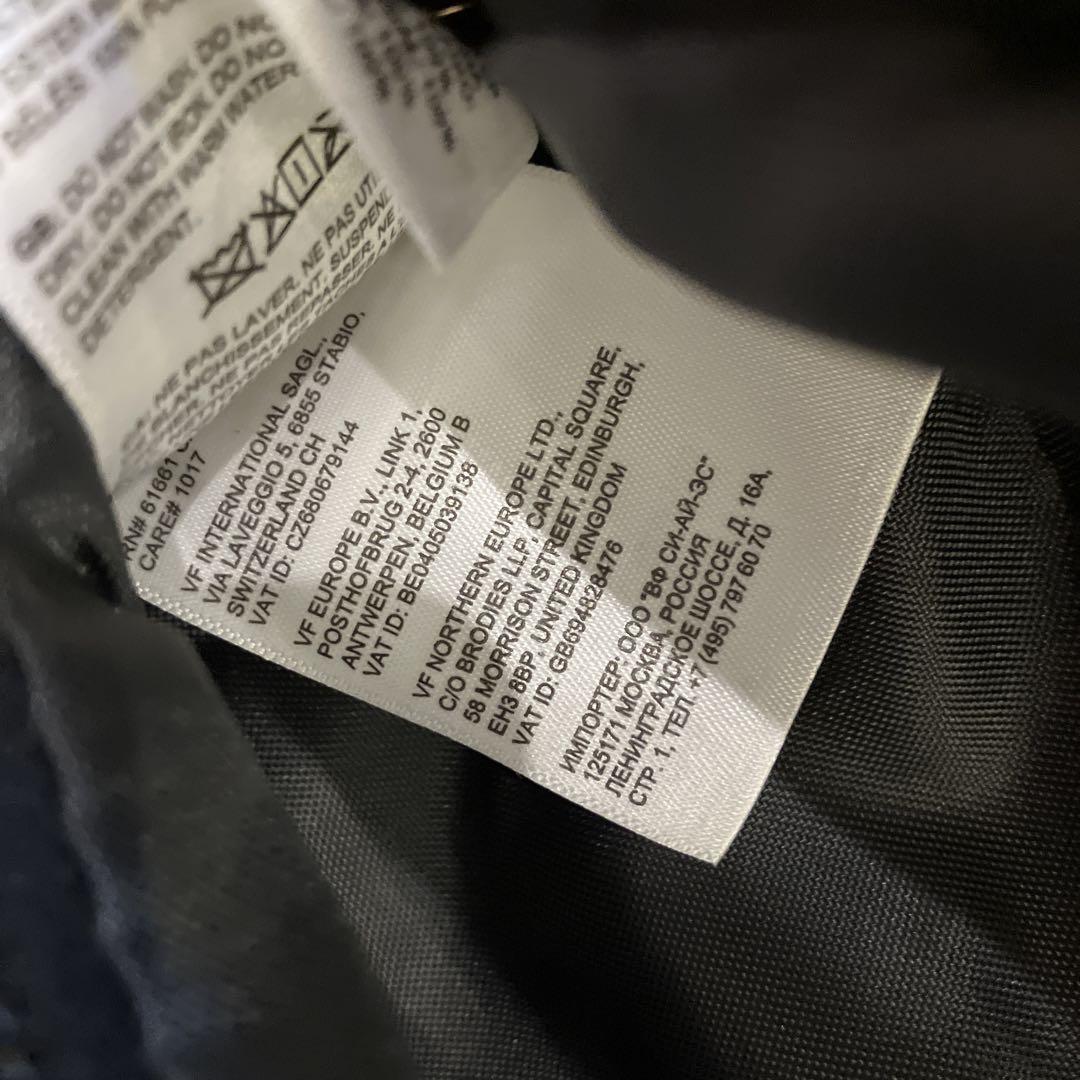 GB: DO NOT WASH. DO NO
DRY. DO NOT IRON. DO NO
CLEAN WITH WARM WATER
DETERGENT.
NE PAS LAVER. NE PAS UTI
BLANCHISSEMENT. SUSPEN
RN# 61661
CARE# 1017
VF INTERNATIONAL SAGL.,
VIA LAVEGGIO 5, 6855 STABIO,
SWITZERLAND CH
VAT ID: CZ680679144
VF EUROPE B.V., LINK 1,
POSTHOFBRUG 2-4, 2600
ANTWERPEN, BELGIUM B
VAT ID: BE0405039138
VF NORTHERN EUROPE LTD.,
C/O BRODIES LLP, CAPITAL SQUARE,
58 MORRISON STREET, EDINBURGH,
EH3 8BP, UNITED KINGDOM
VAT ID: GB694828476
ИМПОРТЕР: ООО "ВФ СИ-АЙ-ЭС"
125171 МОСКВА, РОССИЯ
ЛЕНИНГРАДСКОЕ ШОССЕ, Д. 16А,
СТР. 1, ТЕЛ. +7 (495) 797 60 70